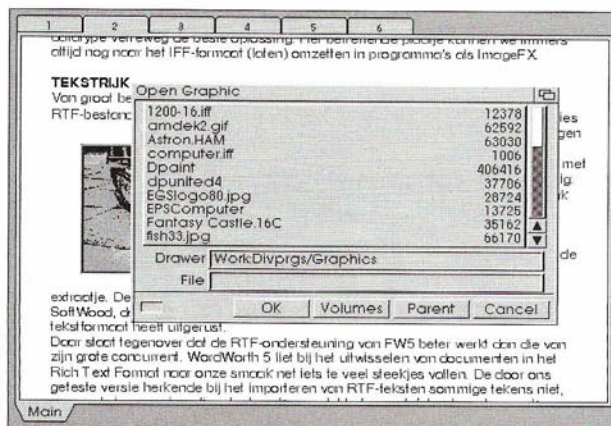 1 2 3 4 5 6
datatype verreweg de beste oplossing. Het betreffende plaatje kunnen we immers
altijd nog naar het IFF-formaat (laten) omzetten in programma's als ImageFX.
TEKSTRIJK
Van groot be
RTF-bestand
ies
gen
met
ig.
k
de
Open Graphic
1200-16.iff 12378
amdek2.gif 62592
Astron.HAM 63030
computer.iff 1006
Dpaint 406416
dpunited4 37706
EGSlogo80.jpg 28724
EPSComputer 13725
Fantasy Castle.16C 35162
fish33.jpg 66170
Drawer Work:Divprgs/Graphics
File
OK Volumes Parent Cancel
extraatje. De
SoftWood, d
tekstformaat heeft uitgerust.
Daar staat tegenover dat de RTF-ondersteuning van FW5 beter werkt dan die van
zijn grote concurrent. WordWorth 5 liet bij het uitwisselen van documenten in het
Rich Text Format naar onze smaak net iets te veel steekjes vallen. De door ons
geteste versie herkende bij het importeren van RTF-teksten sommige tekens niet,
Main